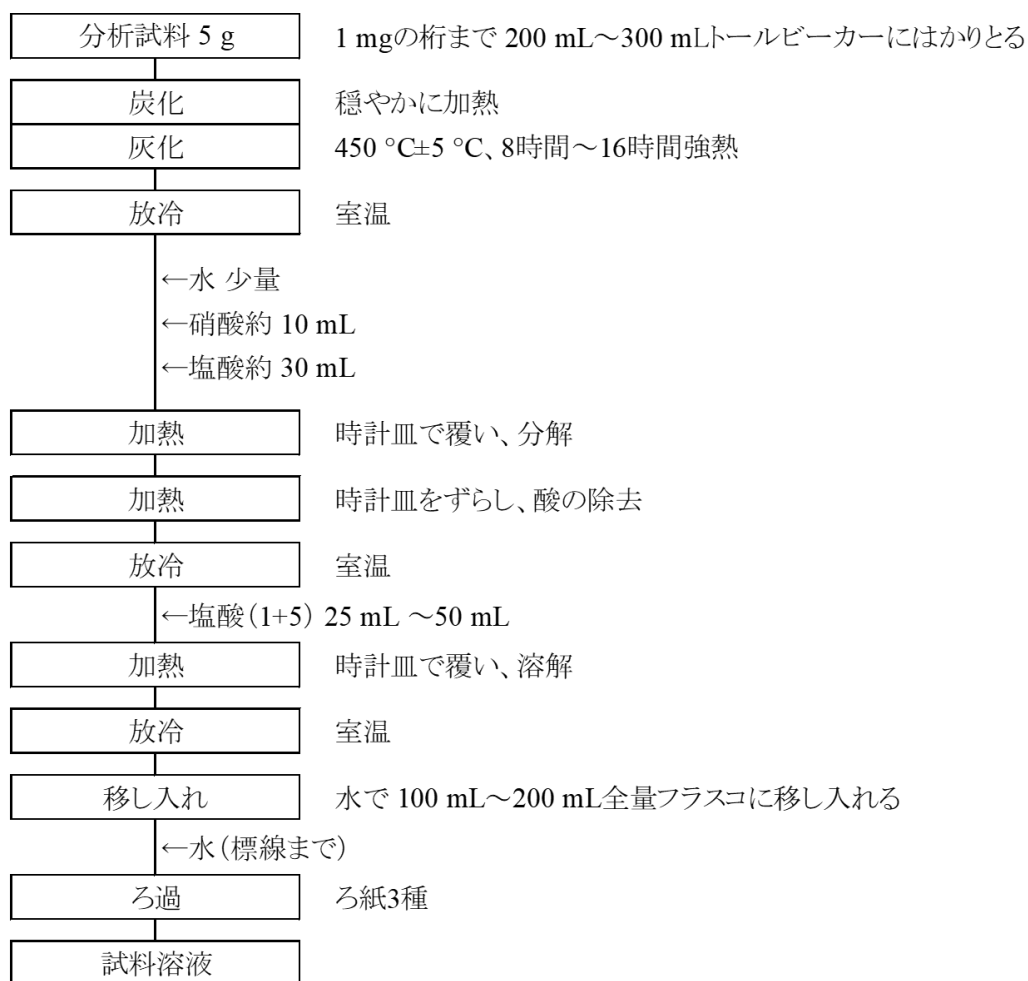 分析試料 5 g 1 mgの桁まで 200 mL～300 mLトールビーカーにはかりとる
炭化 穏やかに加熱
灰化 450 °C±5 °C、8時間～16時間強熱
放冷 室温
←水 少量
←硝酸約 10 mL
←塩酸約 30 mL
加熱 時計皿で覆い、分解
加熱 時計皿をずらし、酸の除去
放冷 室温
←塩酸（1+5） 25 mL ～50 mL
加熱 時計皿で覆い、溶解
放冷 室温
移し入れ 水で 100 mL～200 mL全量フラスコに移し入れる
←水（標線まで）
ろ過 ろ紙3種
試料溶液